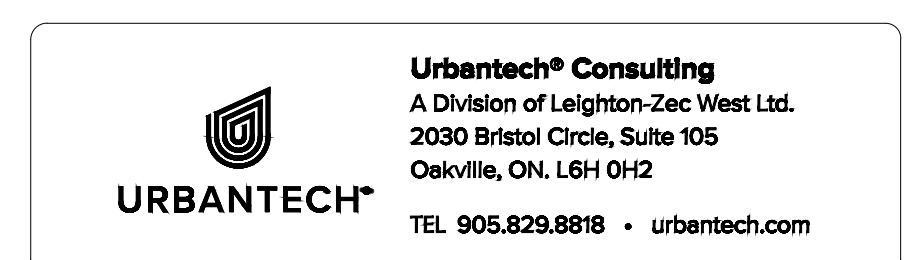 URBANTECH®
Urbantech® Consulting
A Division of Leighton-Zec West Ltd.
2030 Bristol Circle, Suite 105
Oakville, ON. L6H 0H2
TEL 905.829.8818 • urbantech.com